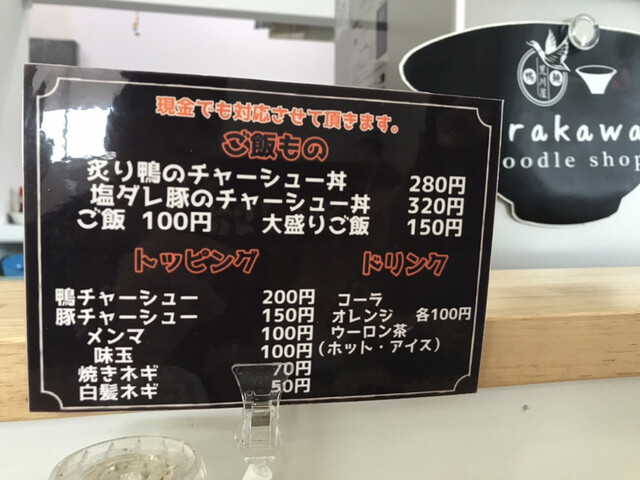 現金でも対応させて頂きます。
ご飯もの
炙り鴨のチャーシュー丼 280円
塩ダレ豚のチャーシュー丼 320円
ご飯 100円 大盛りご飯 150円
トッピング
鴨チャーシュー 200円
豚チャーシュー 150円
メンマ 100円
味玉 100円
焼きネギ 70円
白髪ネギ 50円
ドリンク
コーラ
オレンジ 各100円
ウーロン茶
(ホット・アイス)
rakawa
oodle shop